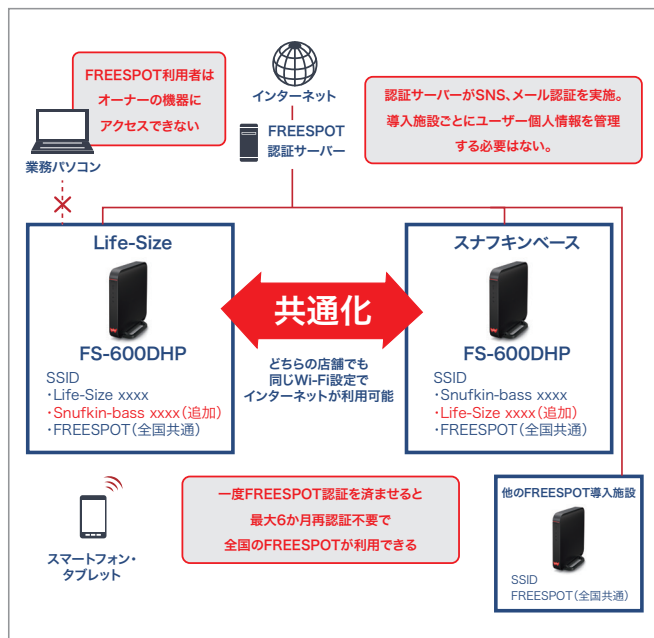 FREESPOT利用者は
オーナーの機器に
アクセスできない
業務パソコン
インターネット
FREESPOT
認証サーバー
認証サーバーがSNS、メール認証を実施。
導入施設ごとにユーザー個人情報を管理
する必要はない。
Life-Size
FS-600DHP
SSID
・Life-Size xxxx
・Snufkin-bass xxxx（追加）
・FREESPOT（全国共通）
共通化
どちらの店舗でも
同じWi-Fi設定で
インターネットが利用可能
スナフキンベース
FS-600DHP
SSID
・Snufkin-bass xxxx
・Life-Size xxxx（追加）
・FREESPOT（全国共通）
スマートフォン・
タブレット
一度FREESPOT認証を済ませると
最大6か月再認証不要で
全国のFREESPOTが利用できる
他のFREESPOT導入施設
SSID
FREESPOT（全国共通）